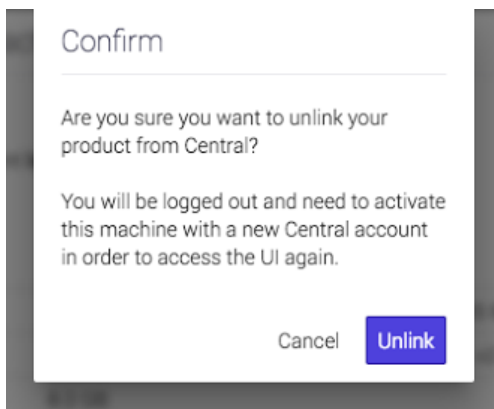 Confirm
Are you sure you want to unlink your
product from Central?
You will be logged out and need to activate
this machine with a new Central account
in order to access the UI again.
Cancel Unlink